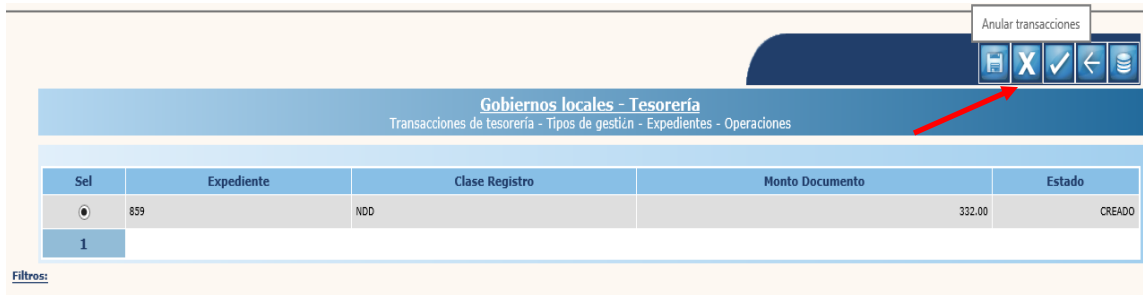 Anular transacciones
Gobiernos locales - Tesorería
Transacciones de tesorería - Tipos de gesti¿n - Expedientes - Operaciones
Sel Expediente Clase Registro Monto Documento Estado
859 NDD 332.00 CREADO
1
Filtros: